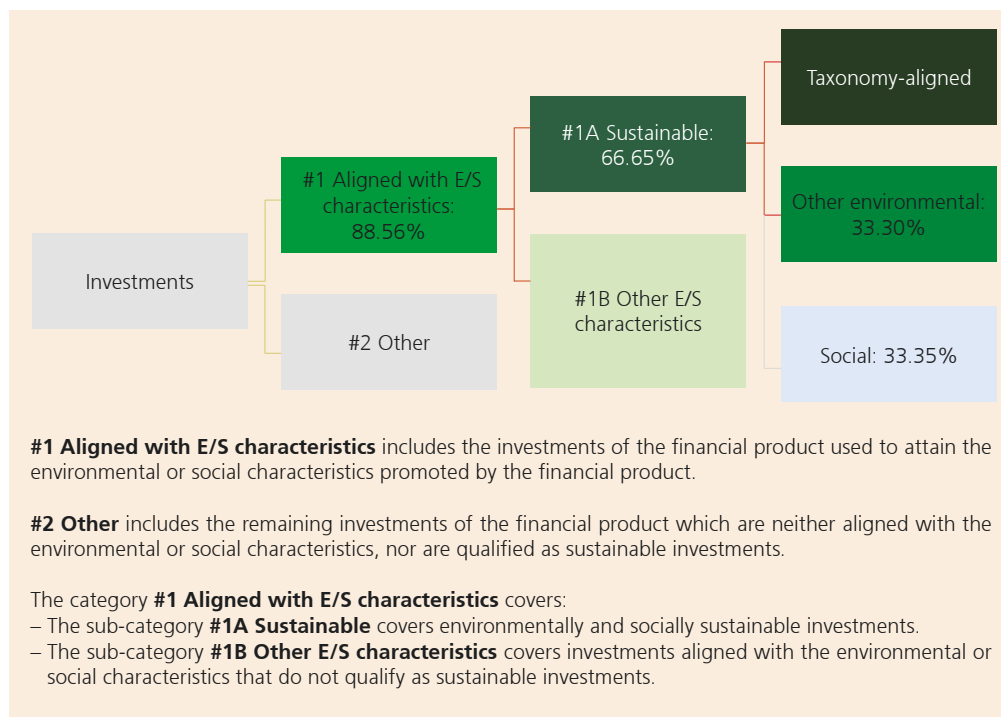 Taxonomy-aligned
#1A Sustainable:
66.65%
#1 Aligned with E/S
characteristics:
88.56%
Other environmental:
33.30%
Investments
#1B Other E/S
characteristics
#2 Other
Social: 33.35%
#1 Aligned with E/S characteristics includes the investments of the financial product used to attain the
environmental or social characteristics promoted by the financial product.
#2 Other includes the remaining investments of the financial product which are neither aligned with the
environmental or social characteristics, nor are qualified as sustainable investments.
The category #1 Aligned with E/S characteristics covers:
– The sub-category #1A Sustainable covers environmentally and socially sustainable investments.
– The sub-category #1B Other E/S characteristics covers investments aligned with the environmental or
social characteristics that do not qualify as sustainable investments.